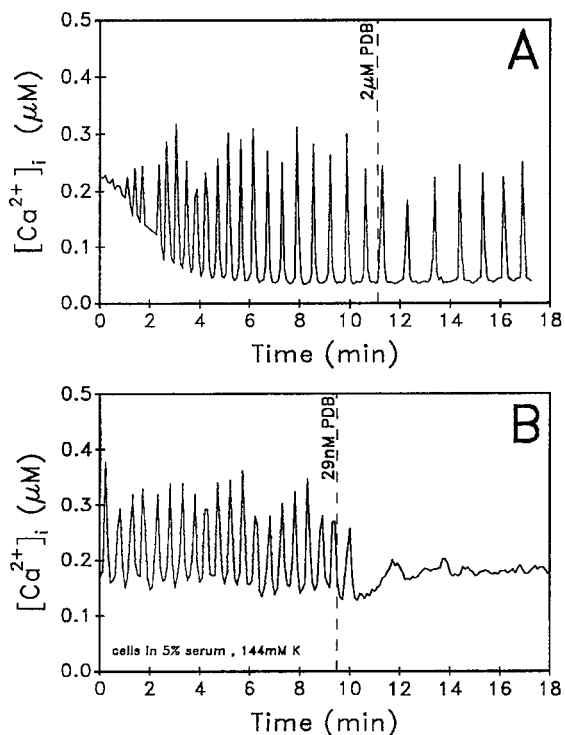 A
2μM PDB
[Ca²⁺]ᵢ (μM)
0.5
0.4
0.3
0.2
0.1
0.0
0 2 4 6 8 10 12 14 16 18
Time (min)
B
29nM PDB
[Ca²⁺]ᵢ (μM)
0.5
0.4
0.3
0.2
0.1
0.0
cells in 5% serum , 144mM K
0 2 4 6 8 10 12 14 16 18
Time (min)